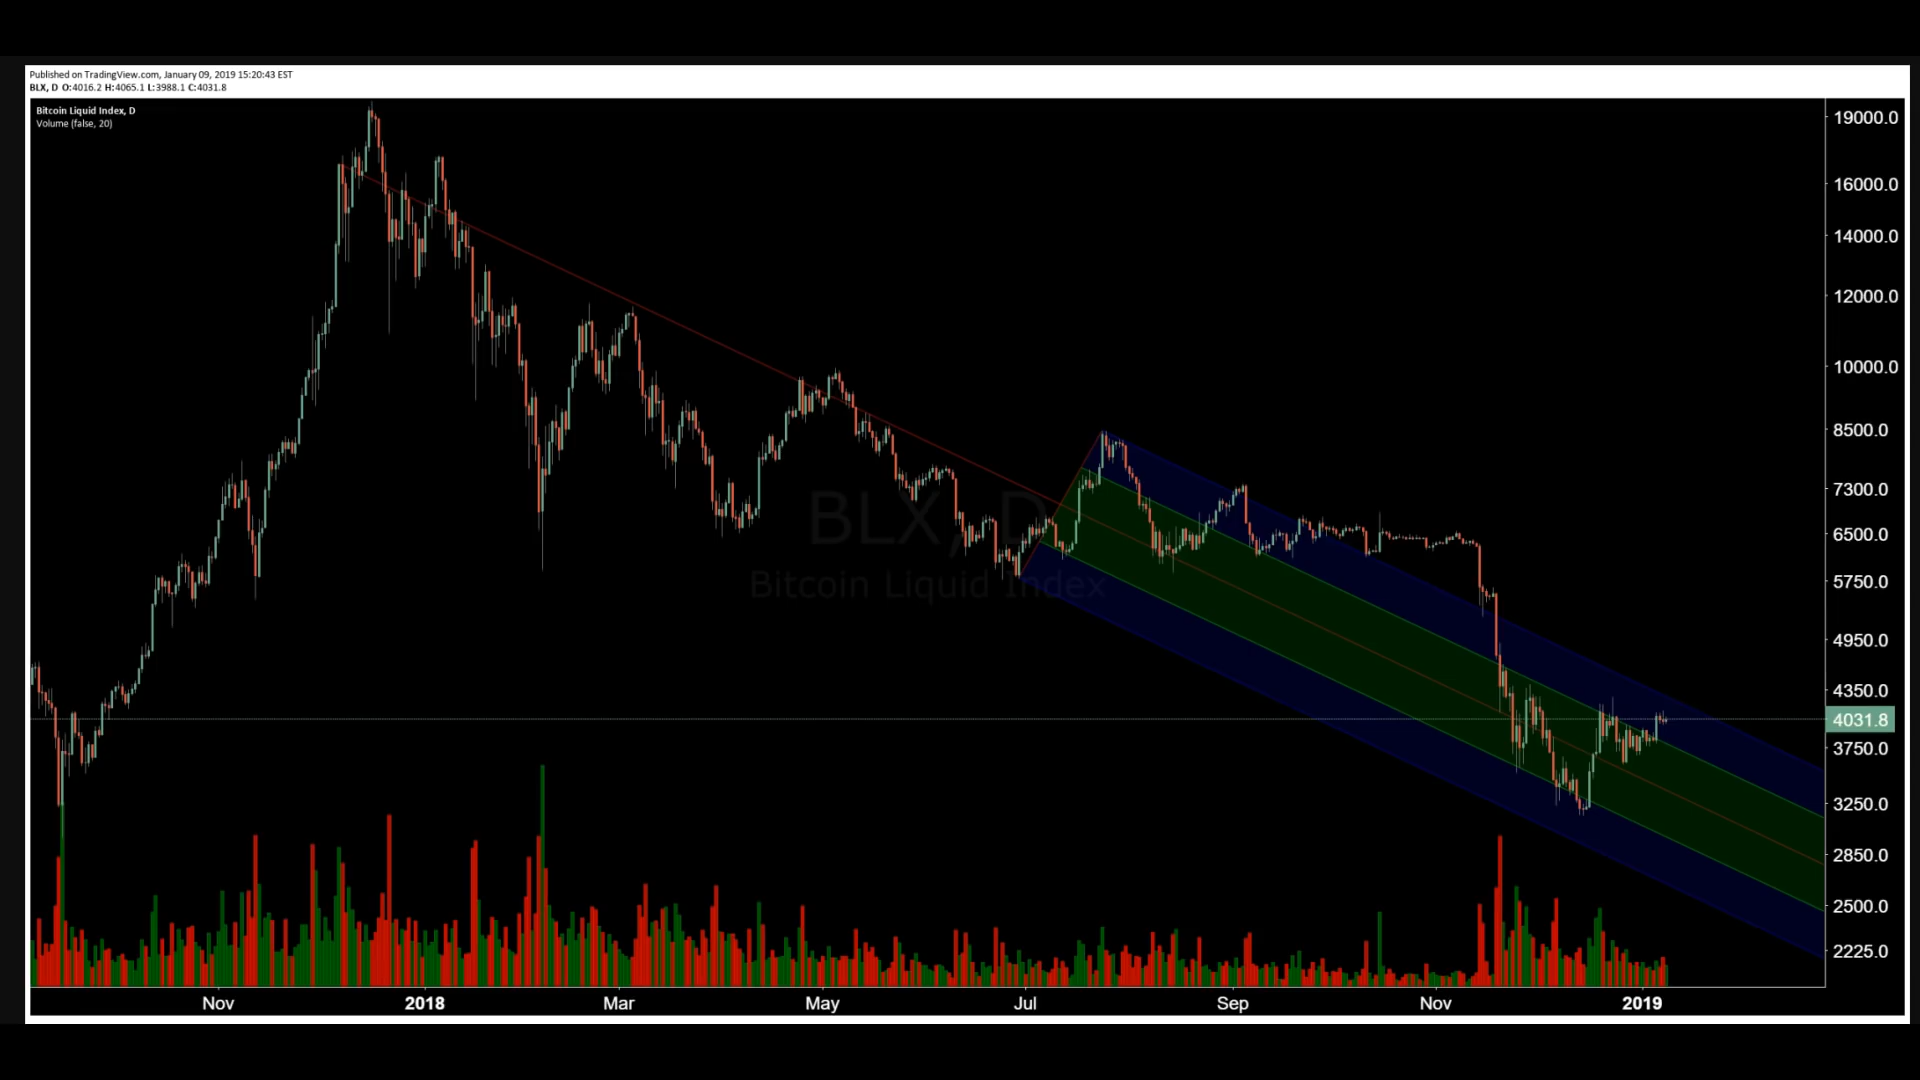 Published on TradingView.com, January 09, 2019 15:20:43 EST
BLX, D O:4016.2 H:4065.1 L:3988.1 C:4031.8
Bitcoin Liquid Index, D
Volume (false, 20)
BLX, D
Bitcoin Liquid Index
19000.0
16000.0
14000.0
12000.0
10000.0
8500.0
7300.0
6500.0
5750.0
4950.0
4350.0
4031.8
3750.0
3250.0
2850.0
2500.0
2225.0
Nov 2018 Mar May Jul Sep Nov 2019